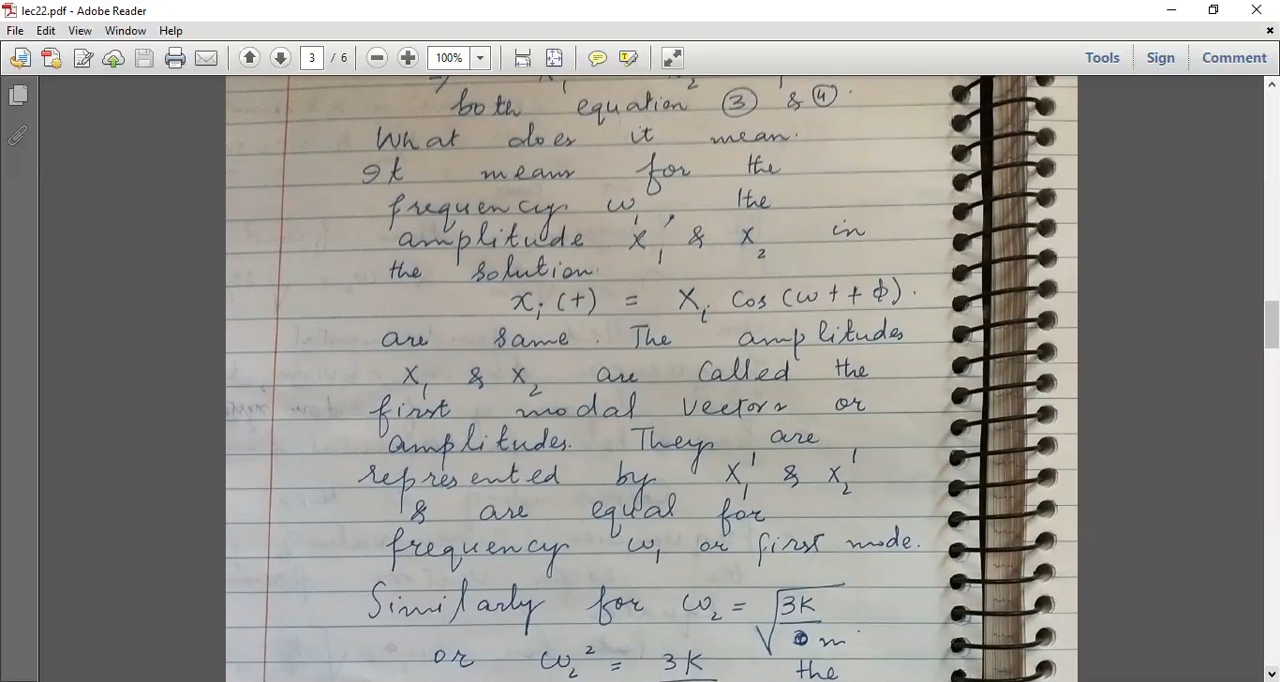 lec22.pdf - Adobe Reader
File Edit View Window Help
3 / 6 100% Tools Sign Comment
both equation ③ & ④.
What does it mean.
It means for the
frequency ω₁ the
amplitude X₁' & X₂ in
the solution.
xᵢ(t) = Xᵢ cos(ωt + φ).
are same. The amplitudes
X₁ & X₂ are called the
first modal vectors or
amplitudes. They are
represented by X₁¹ & X₂¹
& are equal for
frequency ω₁ or first mode.
Similarly for ω₂ = √3K/m
or ω₂² = 3K the